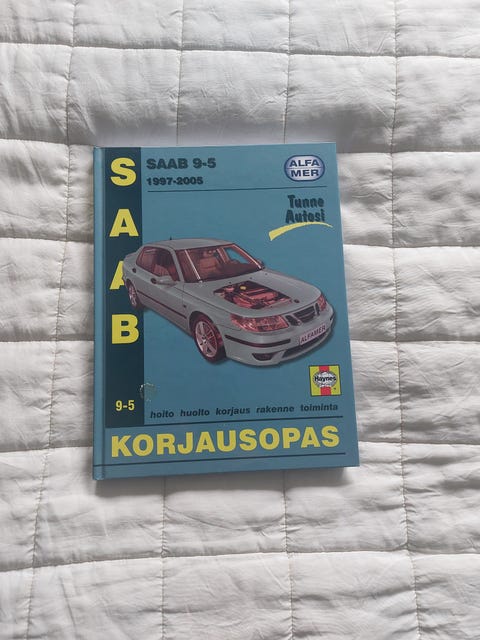 SAAB
SAAB 9-5
1997-2005
ALFA
MER
Tunne
Autosi
ALFAMER
Haynes
9-5
hoito huolto korjaus rakenne toiminta
KORJAUSOPAS